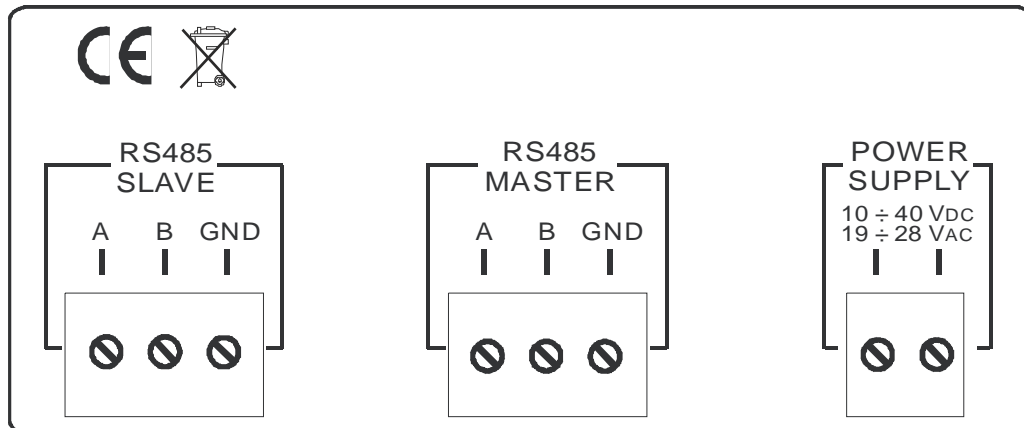 CE
RS485
SLAVE
A B GND
RS485
MASTER
A B GND
POWER
SUPPLY
10 ÷ 40 VDC
19 ÷ 28 VAC